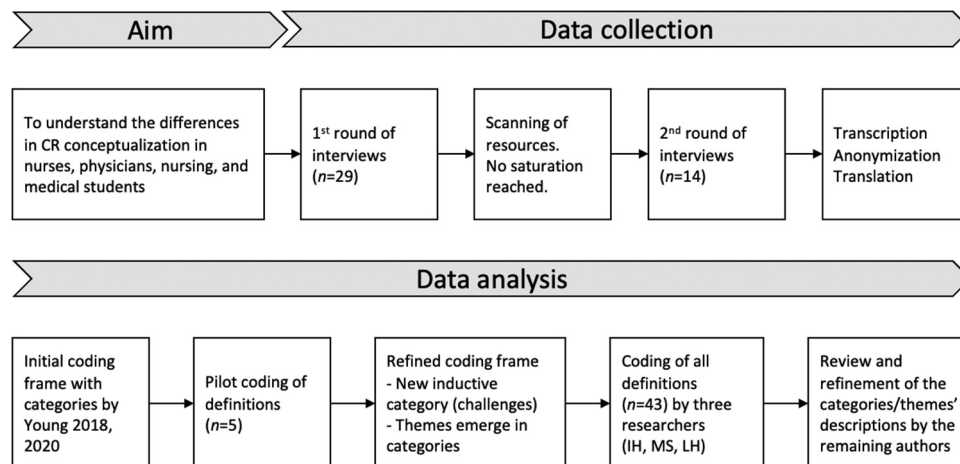 Aim
Data collection
To understand the differences
in CR conceptualization in
nurses, physicians, nursing, and
medical students
1st round of
interviews
(n=29)
Scanning of
resources.
No saturation
reached.
2nd round of
interviews
(n=14)
Transcription
Anonymization
Translation
Data analysis
Initial coding
frame with
categories by
Young 2018,
2020
Pilot coding of
definitions
(n=5)
Refined coding frame
- New inductive
category (challenges)
- Themes emerge in
categories
Coding of all
definitions
(n=43) by three
researchers
(IH, MS, LH)
Review and
refinement of the
categories/themes’
descriptions by the
remaining authors